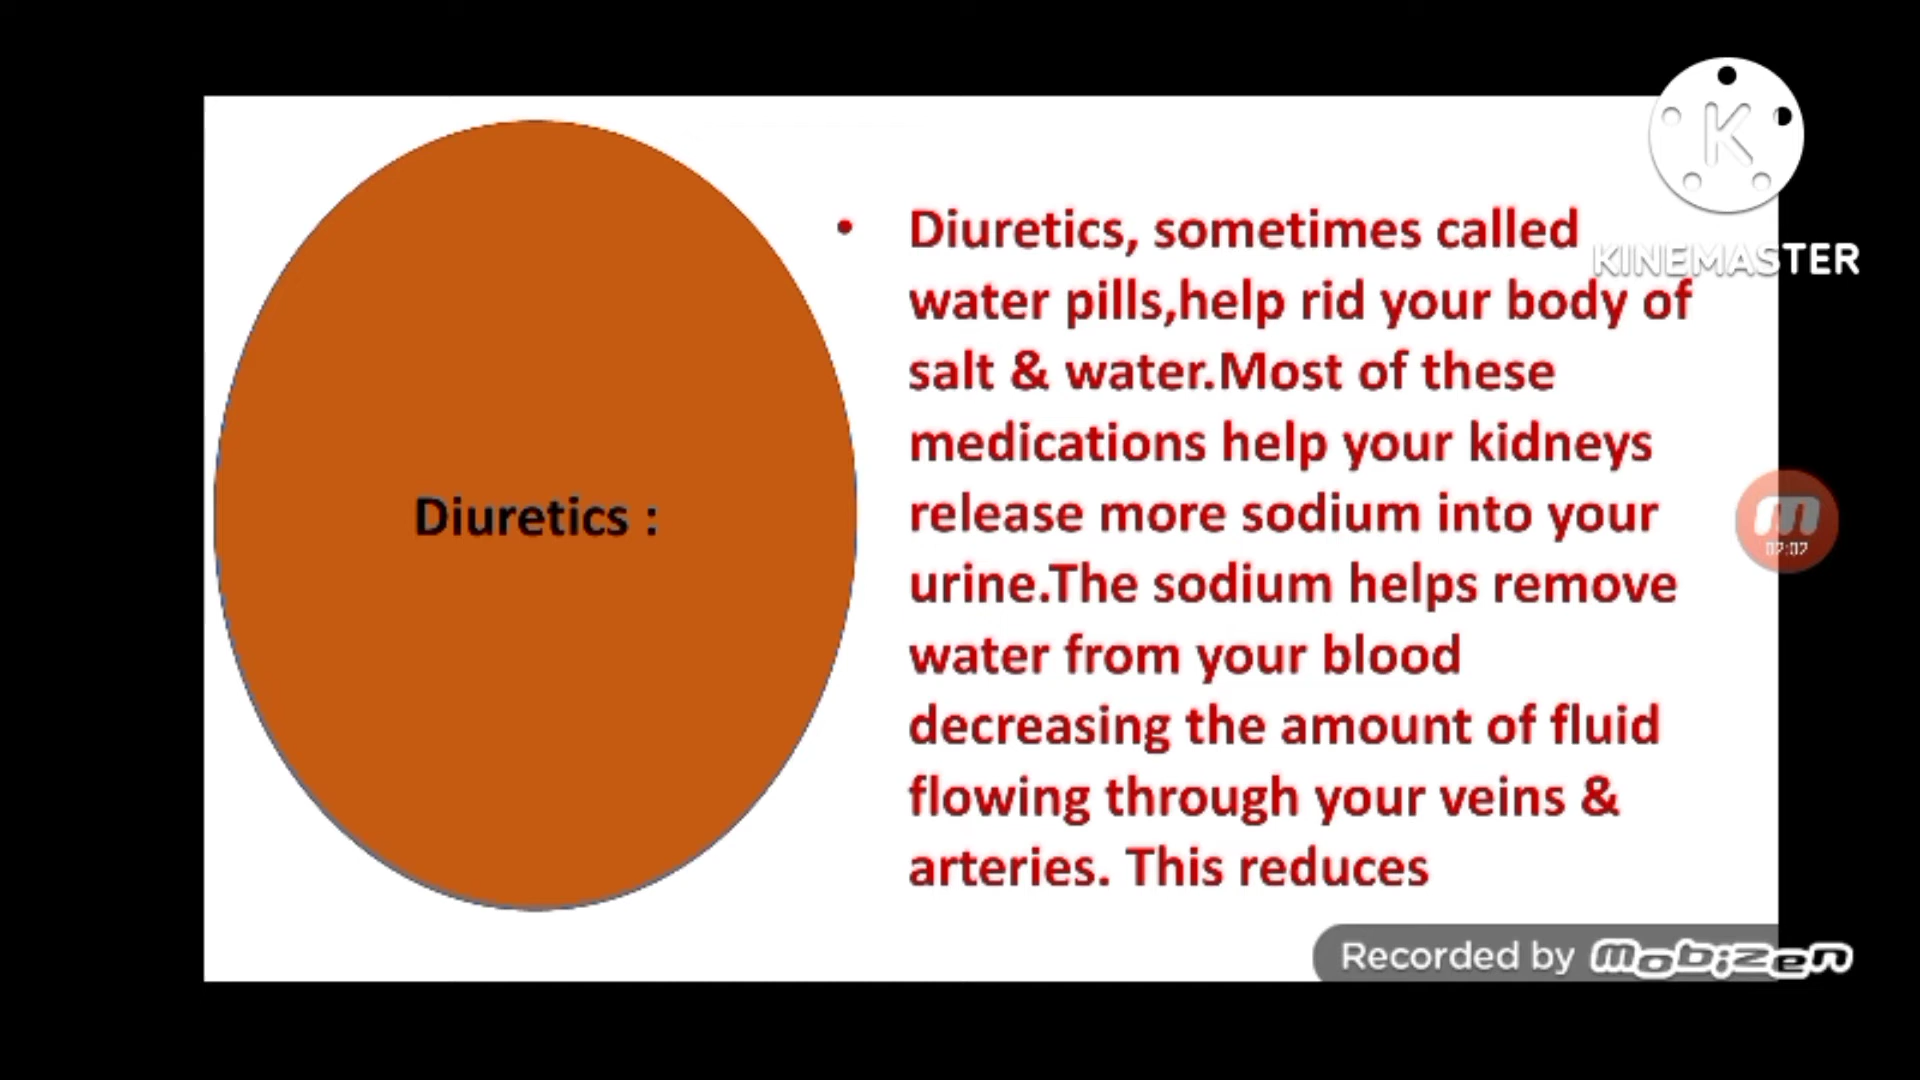 Diuretics :
• Diuretics, sometimes called
water pills,help rid your body of
salt & water.Most of these
medications help your kidneys
release more sodium into your
urine.The sodium helps remove
water from your blood
decreasing the amount of fluid
flowing through your veins &
arteries. This reduces
K
KINEMASTER
m
02:02
Recorded by mobizen